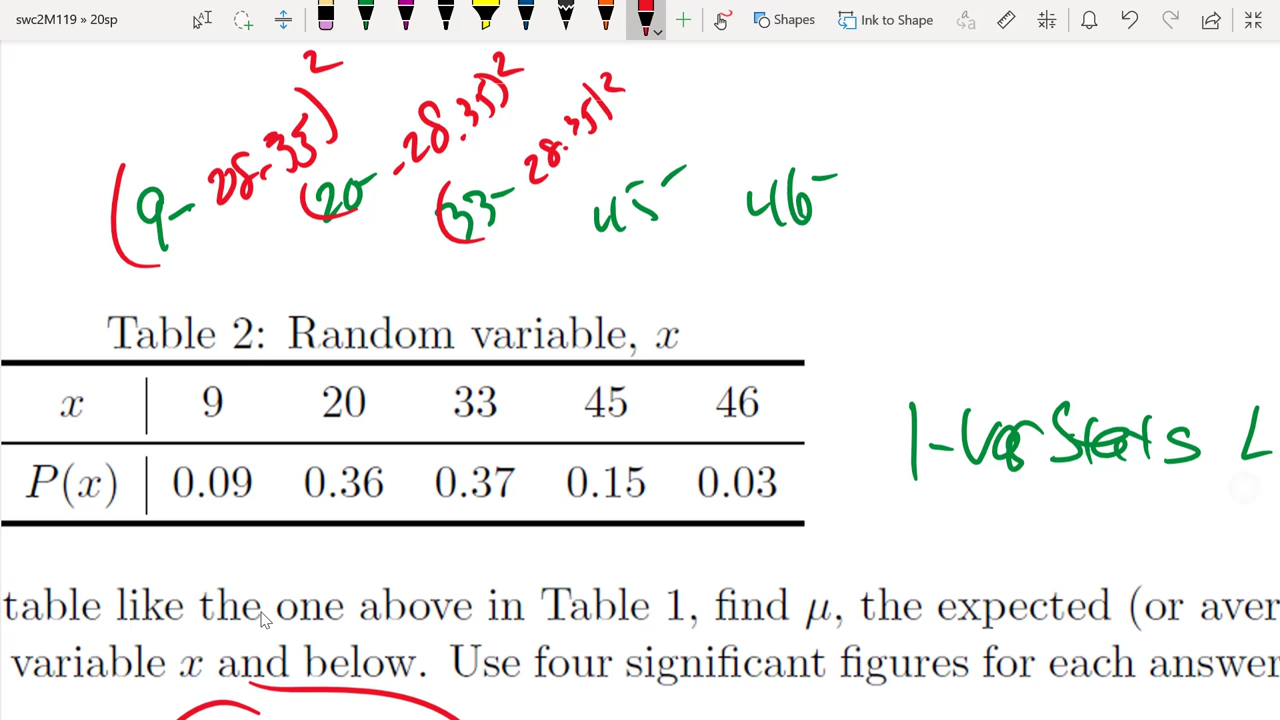 swc2M119 » 20sp
Shapes
Ink to Shape
(9- 28.35)² (20 -28.35)² (33- 28.35)² 45- 46-
Table 2: Random variable, x
x 9 20 33 45 46
P(x) 0.09 0.36 0.37 0.15 0.03
1-Var Stats L
table like the one above in Table 1, find μ, the expected (or aver
variable x and below. Use four significant figures for each answer